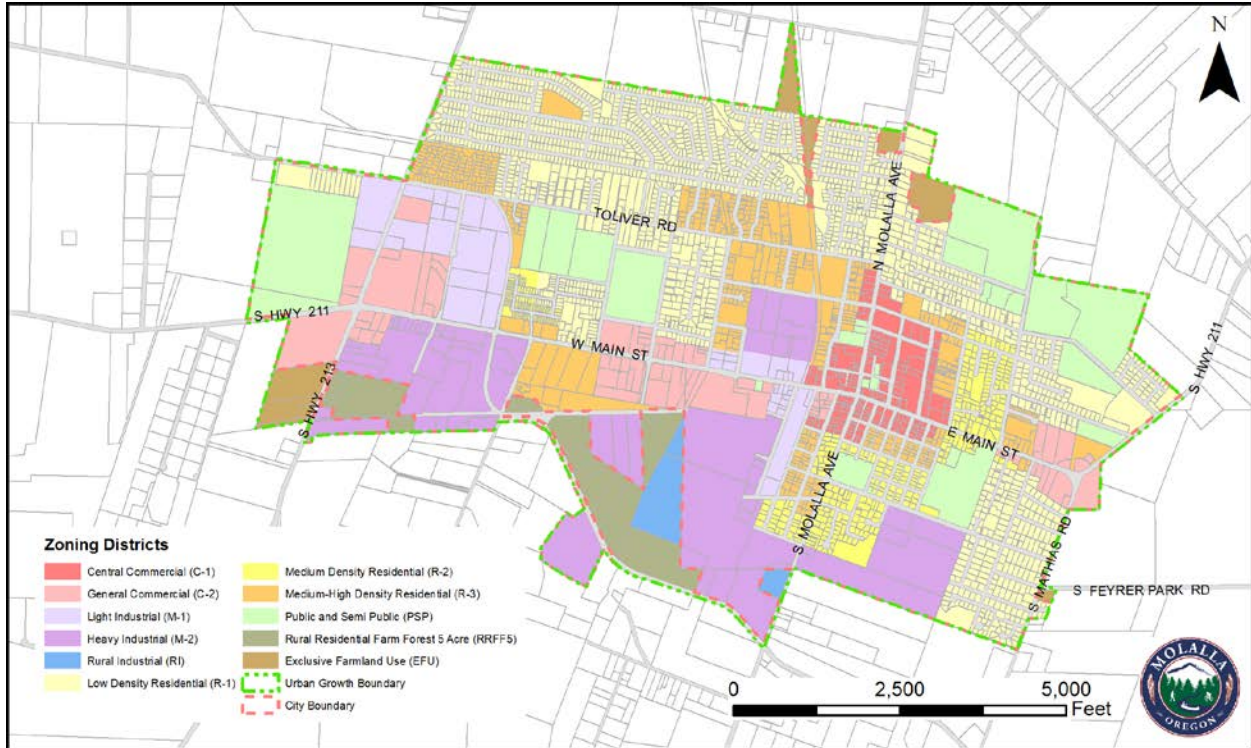 N
TOLIVER RD
N MOLALLA AVE
S HWY 211
S HWY 211
W MAIN ST
S HWY 213
E MAIN ST
S MOLALLA AVE
S MATHIAS RD
S FEYRER PARK RD
Zoning Districts
Central Commercial (C-1)
General Commercial (C-2)
Light Industrial (M-1)
Heavy Industrial (M-2)
Rural Industrial (RI)
Low Density Residential (R-1)
Medium Density Residential (R-2)
Medium-High Density Residential (R-3)
Public and Semi Public (PSP)
Rural Residential Farm Forest 5 Acre (RRFF5)
Exclusive Farmland Use (EFU)
Urban Growth Boundary
City Boundary
0 2,500 5,000
Feet
MOLALLA
OREGON